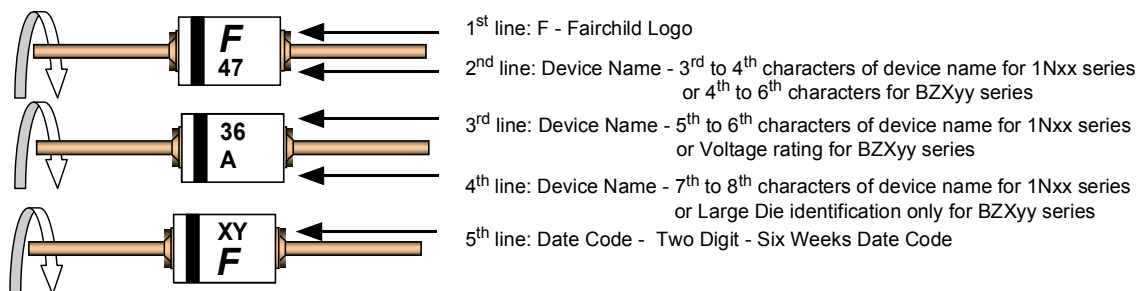 F
47
36
A
XY
F
1st line: F - Fairchild Logo
2nd line: Device Name - 3rd to 4th characters of device name for 1Nxx series
or 4th to 6th characters for BZXyy series
3rd line: Device Name - 5th to 6th characters of device name for 1Nxx series
or Voltage rating for BZXyy series
4th line: Device Name - 7th to 8th characters of device name for 1Nxx series
or Large Die identification only for BZXyy series
5th line: Date Code - Two Digit - Six Weeks Date Code